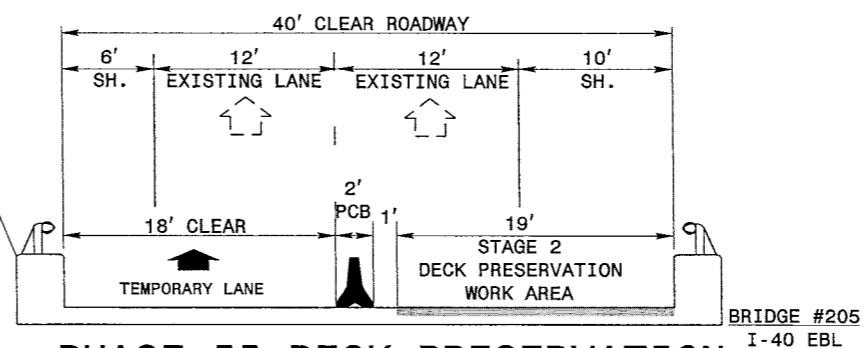 40' CLEAR ROADWAY
6' 12' 12' 10'
SH. EXISTING LANE EXISTING LANE SH.
2'
PCB 1'
18' CLEAR 19'
STAGE 2
DECK PRESERVATION
TEMPORARY LANE WORK AREA
BRIDGE #205
I-40 EBL
PRESERVATION